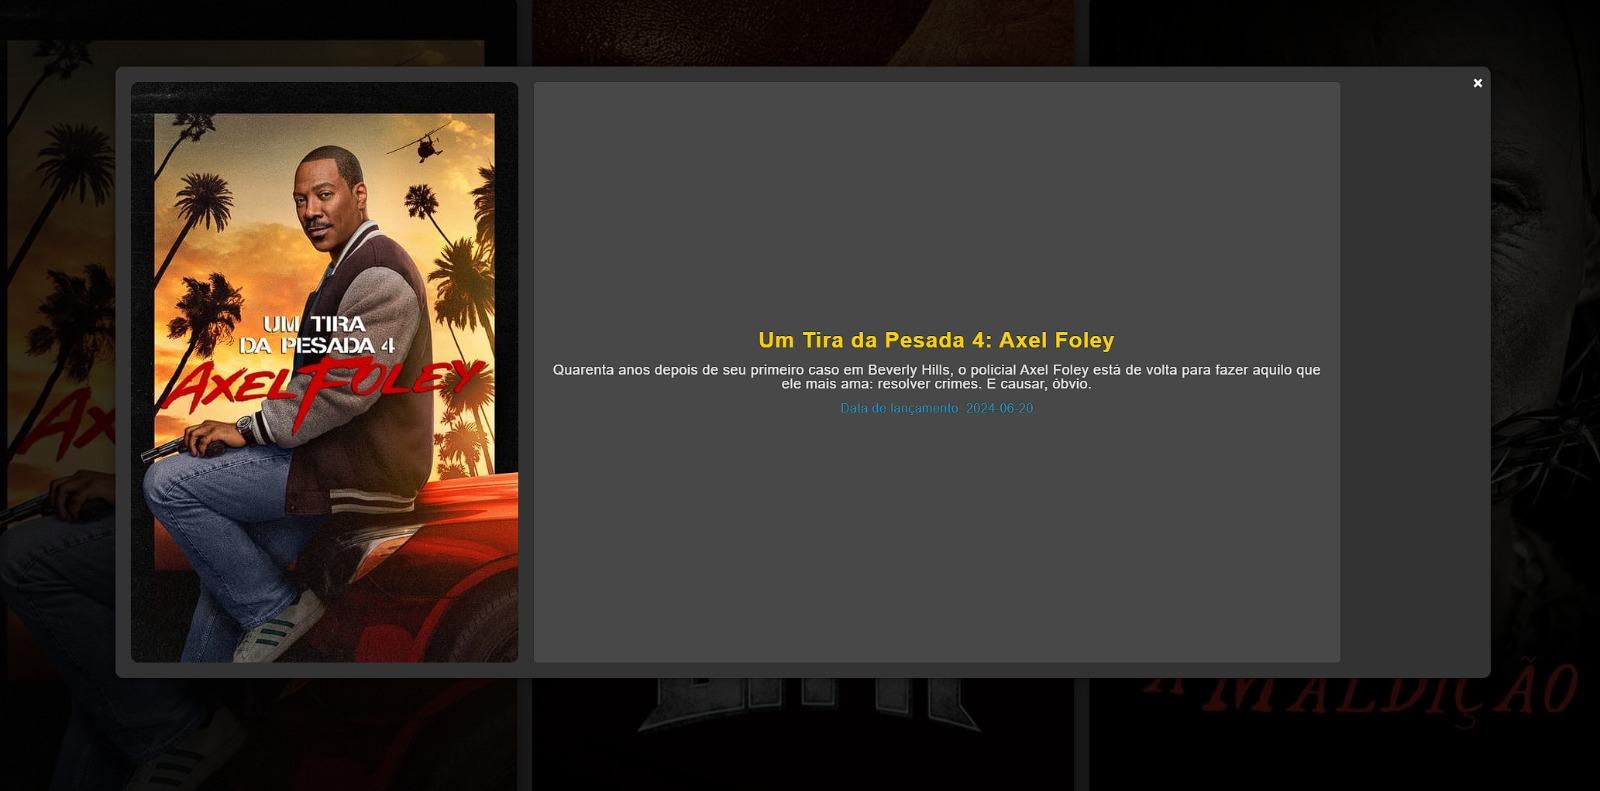 UM TIRA
DA PESADA 4
AXEL FOLEY
×
Um Tira da Pesada 4: Axel Foley
Quarenta anos depois de seu primeiro caso em Beverly Hills, o policial Axel Foley está de volta para fazer aquilo que
ele mais ama: resolver crimes. E causar, óbvio.
Data de lançamento: 2024-06-20
A MALDIÇÃO